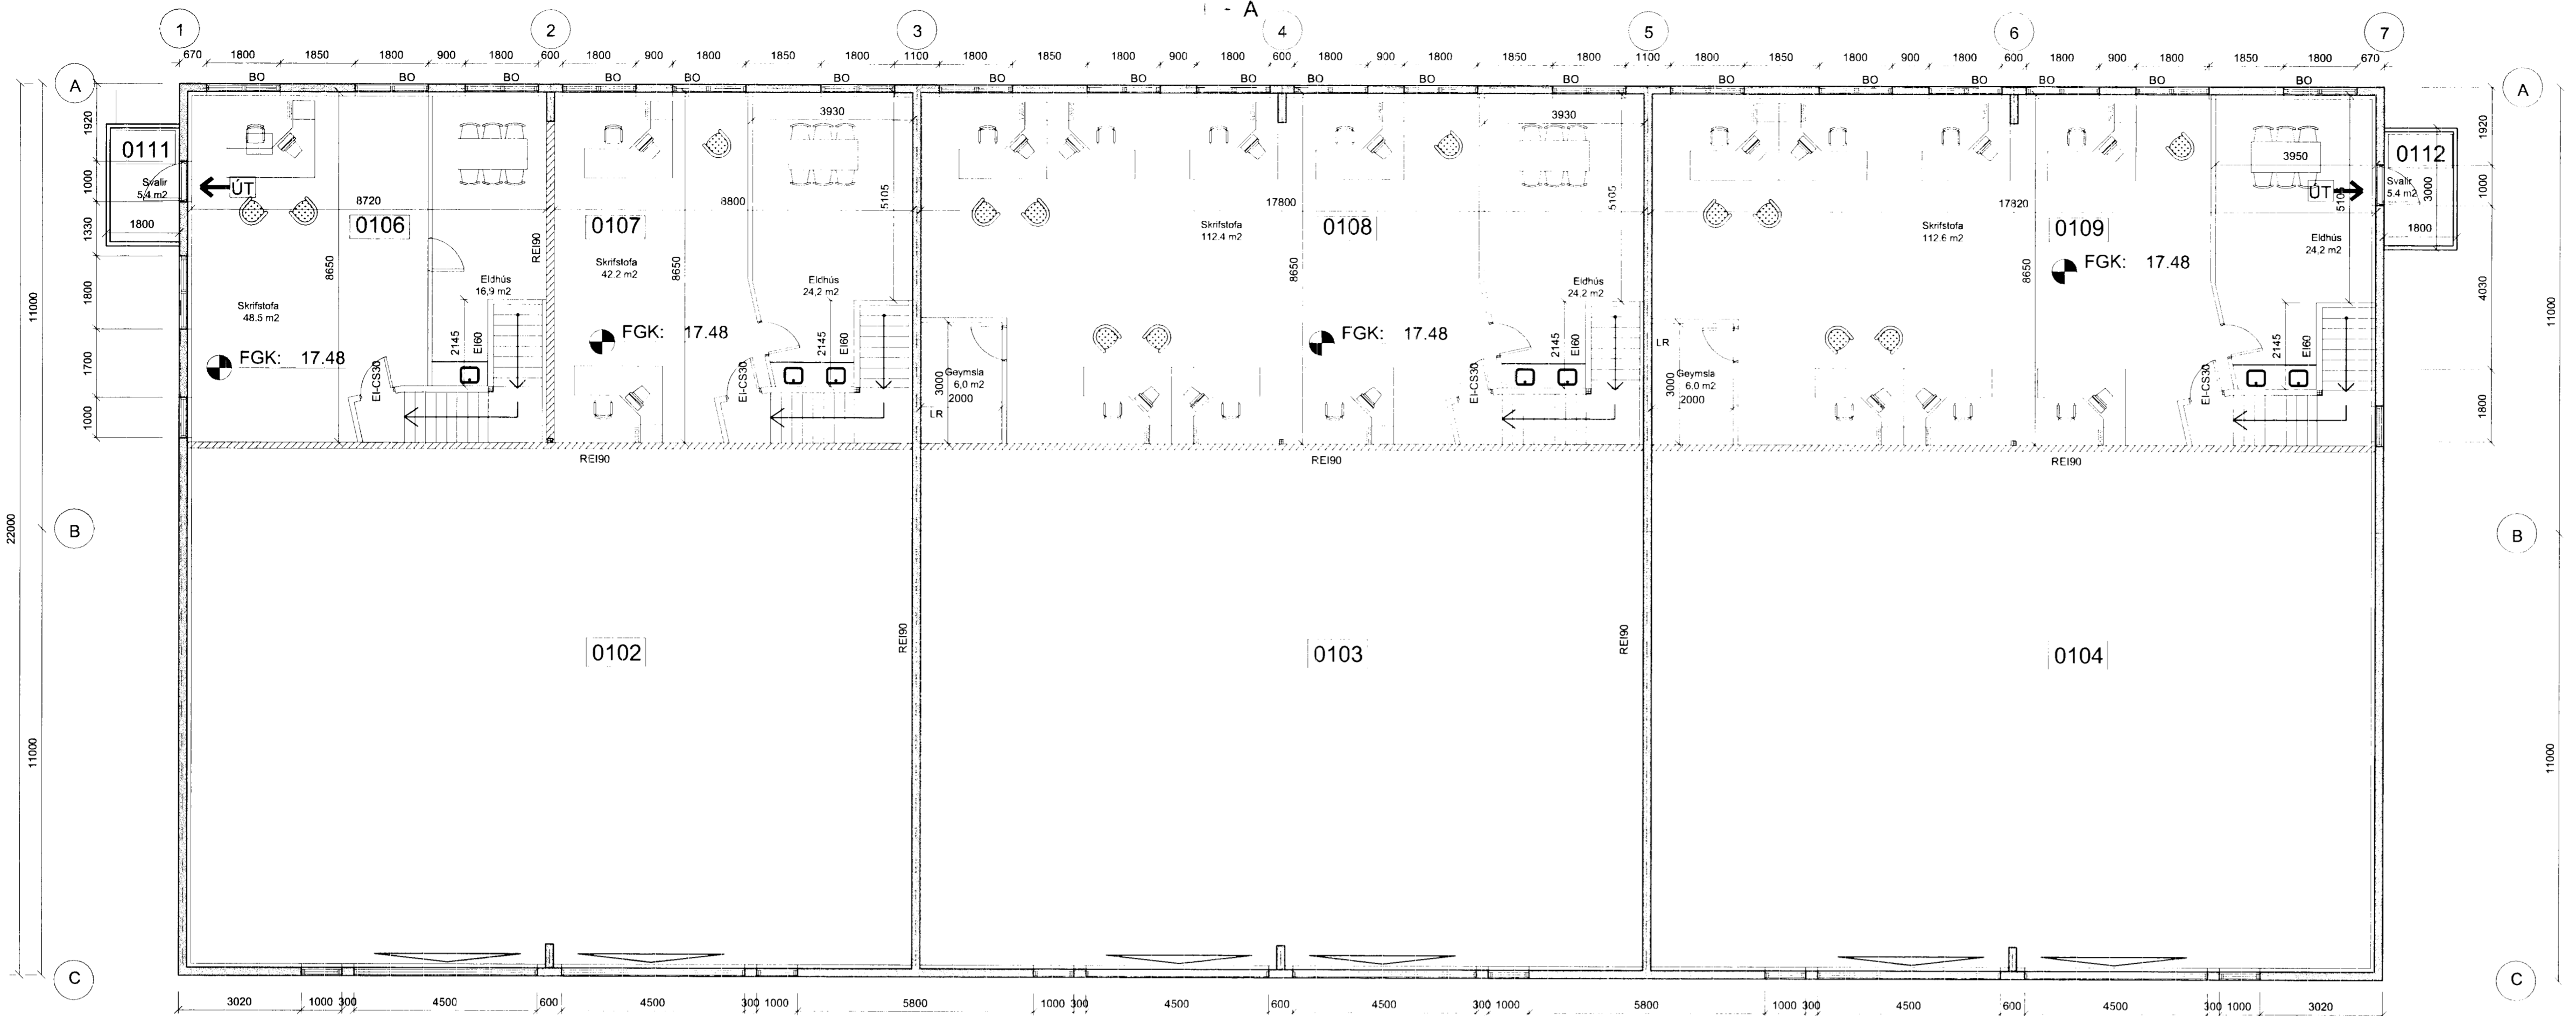 - A
1 2 3 4 5 6 7
670 1800 1850 1800 900 1800 600 1800 900 1800 1850 1800 1100 1800 1850 1800 900 1800 600 1800 900 1800 1850 1800 1100 1800 1850 1800 900 1800 600 1800 900 1800 1850 1800 670
BO BO BO BO BO BO BO BO BO BO BO BO BO BO BO BO BO BO
A A
3930 3930
1920 1920
0111 3950 0112
Svalir
5,4 m2
1000
ÚT ÚT
Svalir
5.4 m2
3000
1000
8720 8800 5105 17800 5105 17820 5105
1800 1330 0106 0107 0108 0109 1800
Skrifstofa
112.4 m2
Skrifstofa
112.6 m2
REI90
Eldhús
24,2 m2
8650 8650 8650 8650
Skrifstofa
42.2 m2
FGK: 17.48
Eldhús
16,9 m2
Eldhús
24,2 m2
Eldhús
24,2 m2
11000 1800 4030 11000
Skrifstofa
48.5 m2
FGK: 17.48 FGK: 17.48
2145 EI60 2145 EI60 2145 EI60 2145 EI60
LR
FGK: 17.48
1700
EI-CS30 EI-CS30 EI-CS30 EI-CS30
Geymsla
6,0 m2
2000
3000
LR
Geymsla
6.0 m2
2000
3000
1000 1800
REI90 REI90 REI90
22000
B B
REI90 REI90
0102 0103 0104
11000 11000
C C
3020 1000 300 4500 600 4500 300 1000 5800 1000 300 4500 600 4500 300 1000 5800 1000 300 4500 600 4500 300 1000 3020